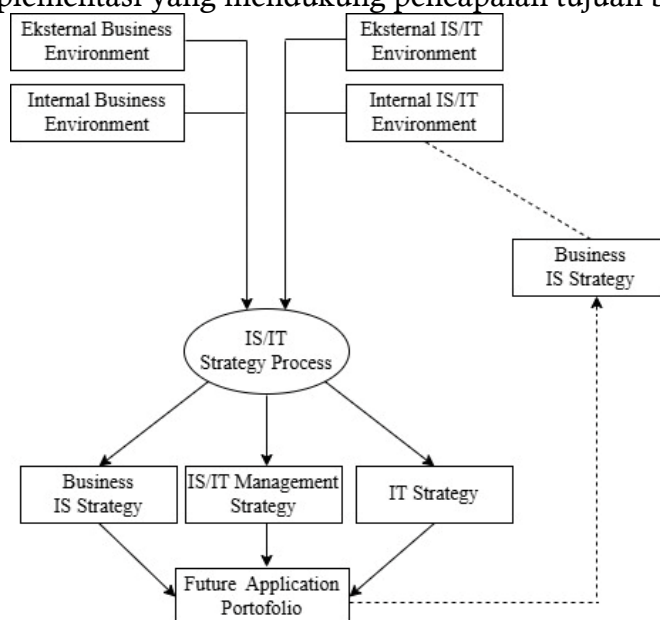 plementasi yang mendukung pencapaian tujuan b
Eksternal Business
Environment
Eksternal IS/IT
Environment
Internal Business
Environment
Internal IS/IT
Environment
Business
IS Strategy
IS/IT
Strategy Process
Business
IS Strategy
IS/IT Management
Strategy
IT Strategy
Future Application
Portofolio